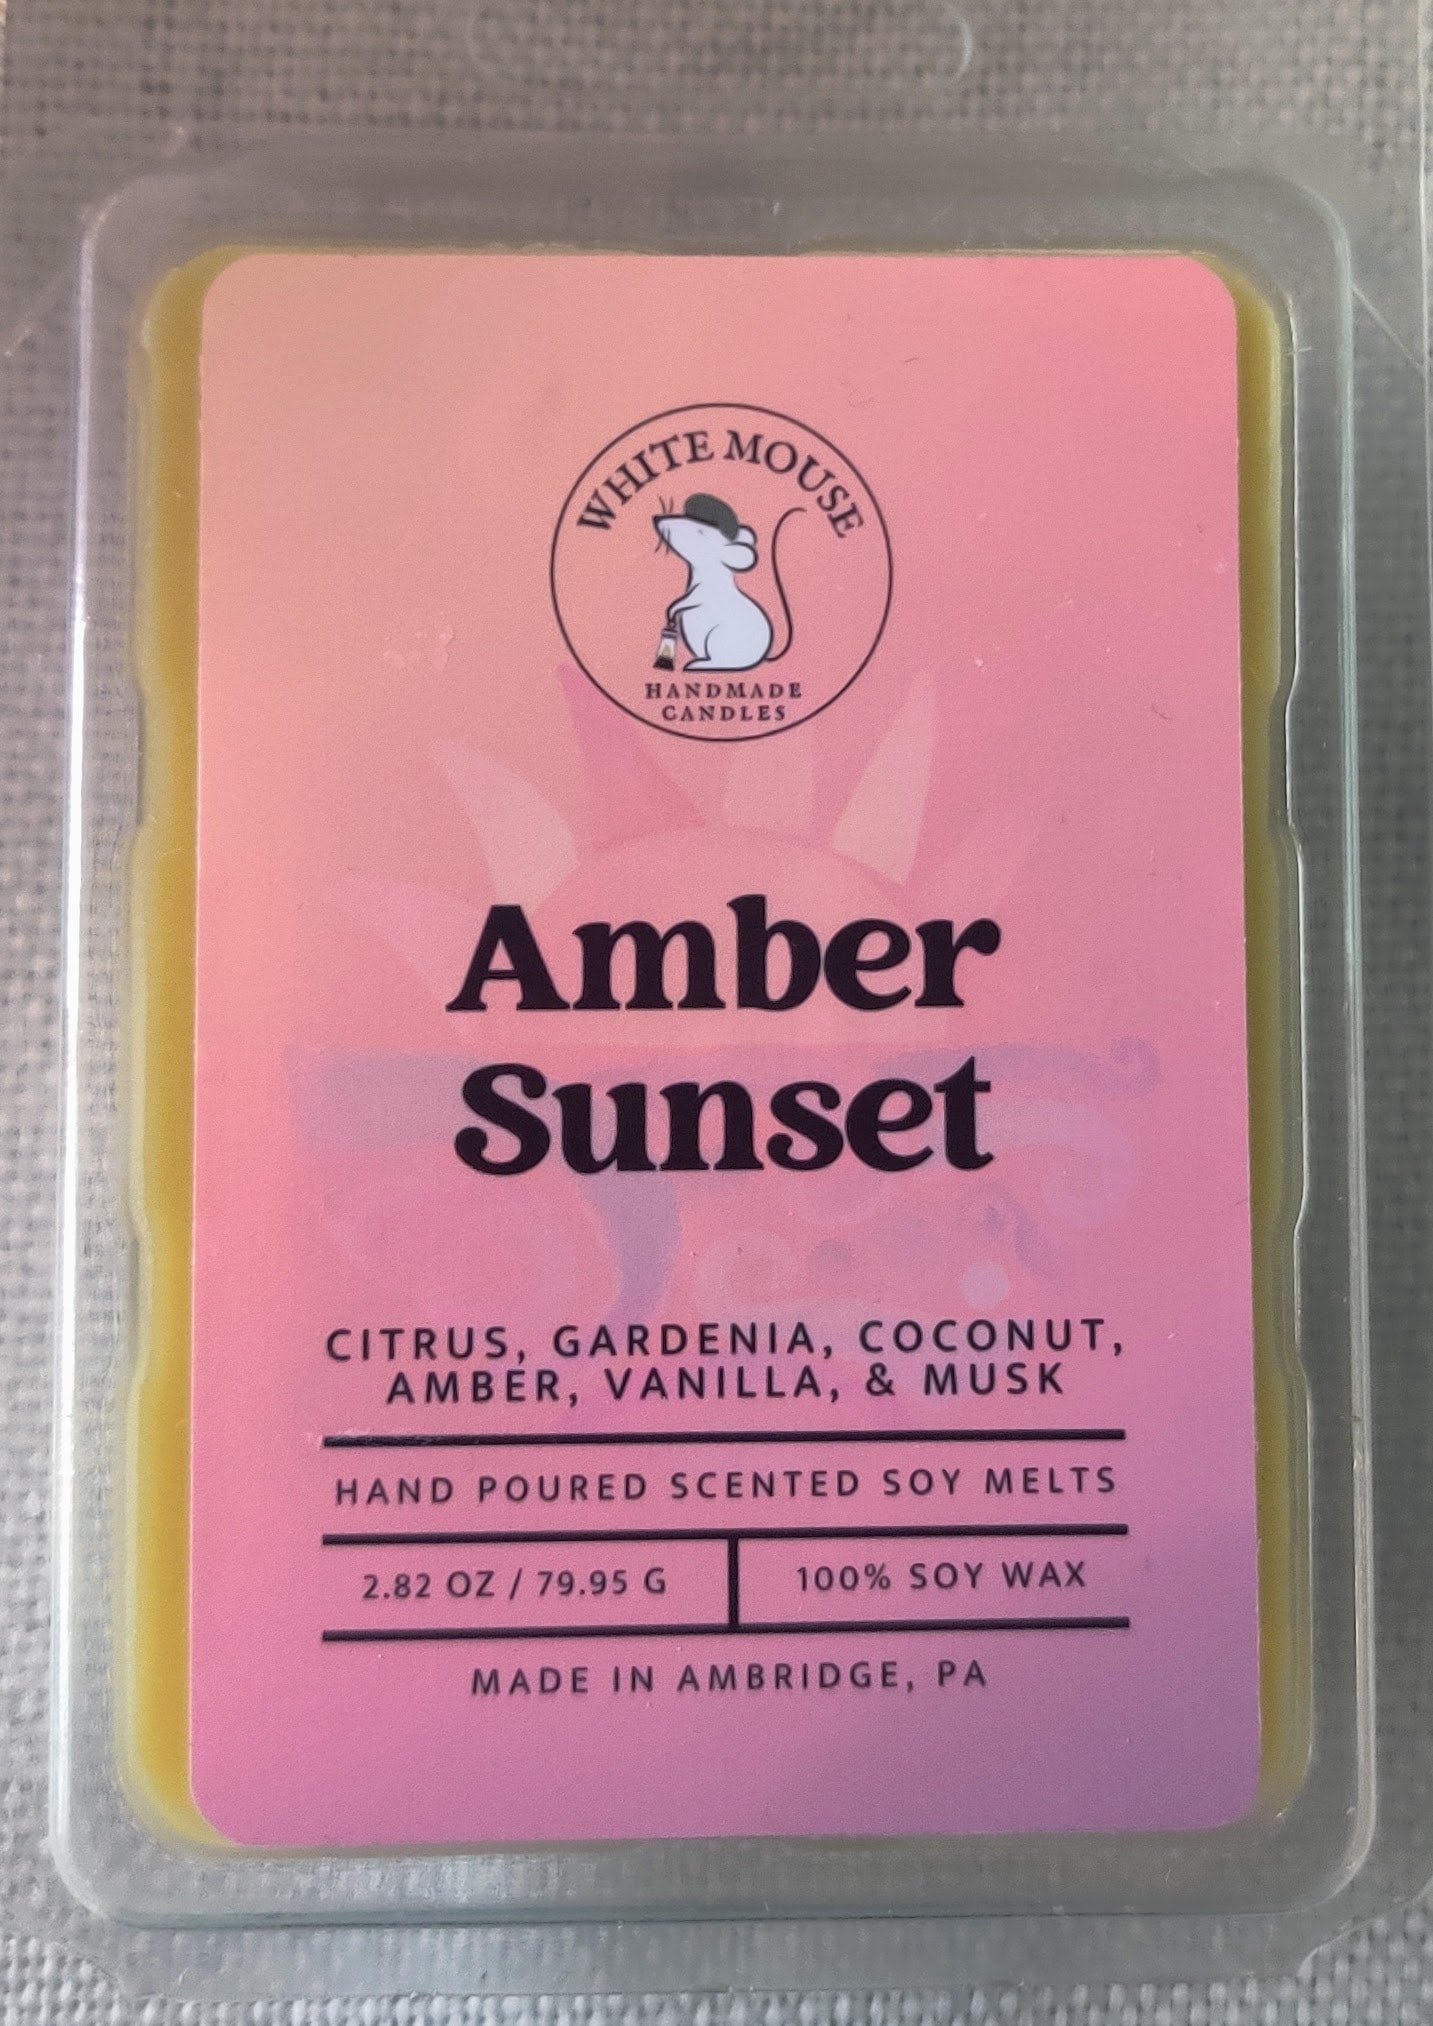 WHITE MOUSE
HANDMADE
CANDLES
Amber
Sunset
CITRUS, GARDENIA, COCONUT,
AMBER, VANILLA, & MUSK
HAND POURED SCENTED SOY MELTS
2.82 OZ / 79.95 G
100% SOY WAX
MADE IN AMBRIDGE, PA